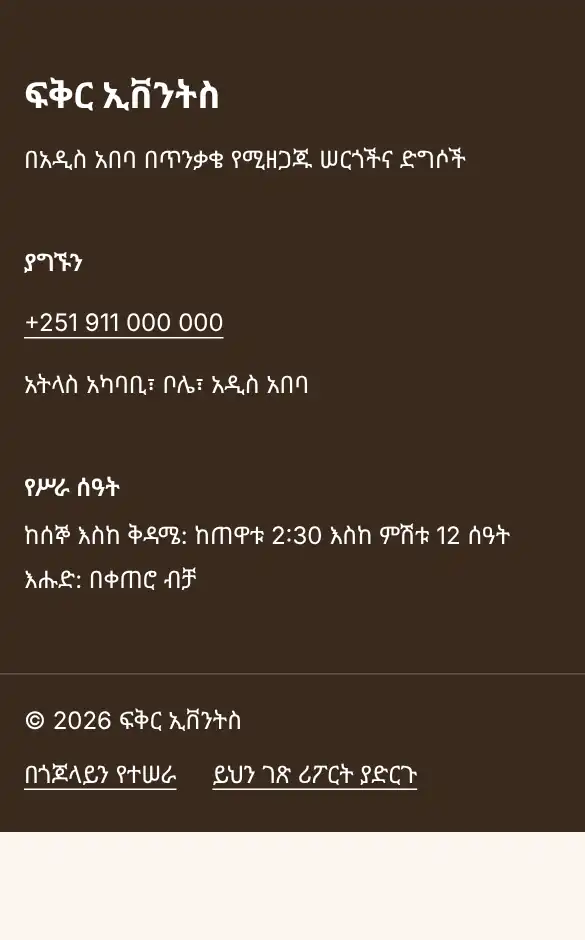 ፍቅር ኢቨንትስ
በአዲስ አበባ በጥንቃቄ የሚዘጋጁ ሠርጎችና ድግሶች
ያግኙን
+251 911 000 000
አትላስ አካባቢ፣ ቦሌ፣ አዲስ አበባ
የሥራ ሰዓት
ከሰኞ እስከ ቅዳሜ: ከጠዋቱ 2:30 እስከ ምሽቱ 12 ሰዓት
እሑድ: በቀጠሮ ብቻ
© 2026 ፍቅር ኢቨንትስ
በጎጆላይን የተሠራ ይህን ገጽ ሪፖርት ያድርጉ